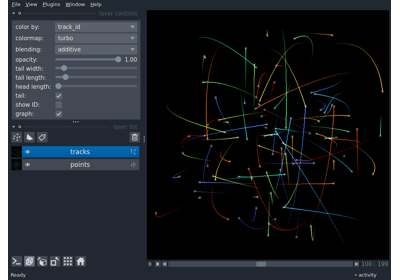 File View Plugins Window Help
layer controls
color by: track_id
colormap: turbo
blending: additive
opacity: 1.00
tail width:
tail length:
head length:
tail:
show ID:
graph:
layer list
tracks
points
100 | 199
Ready
activity